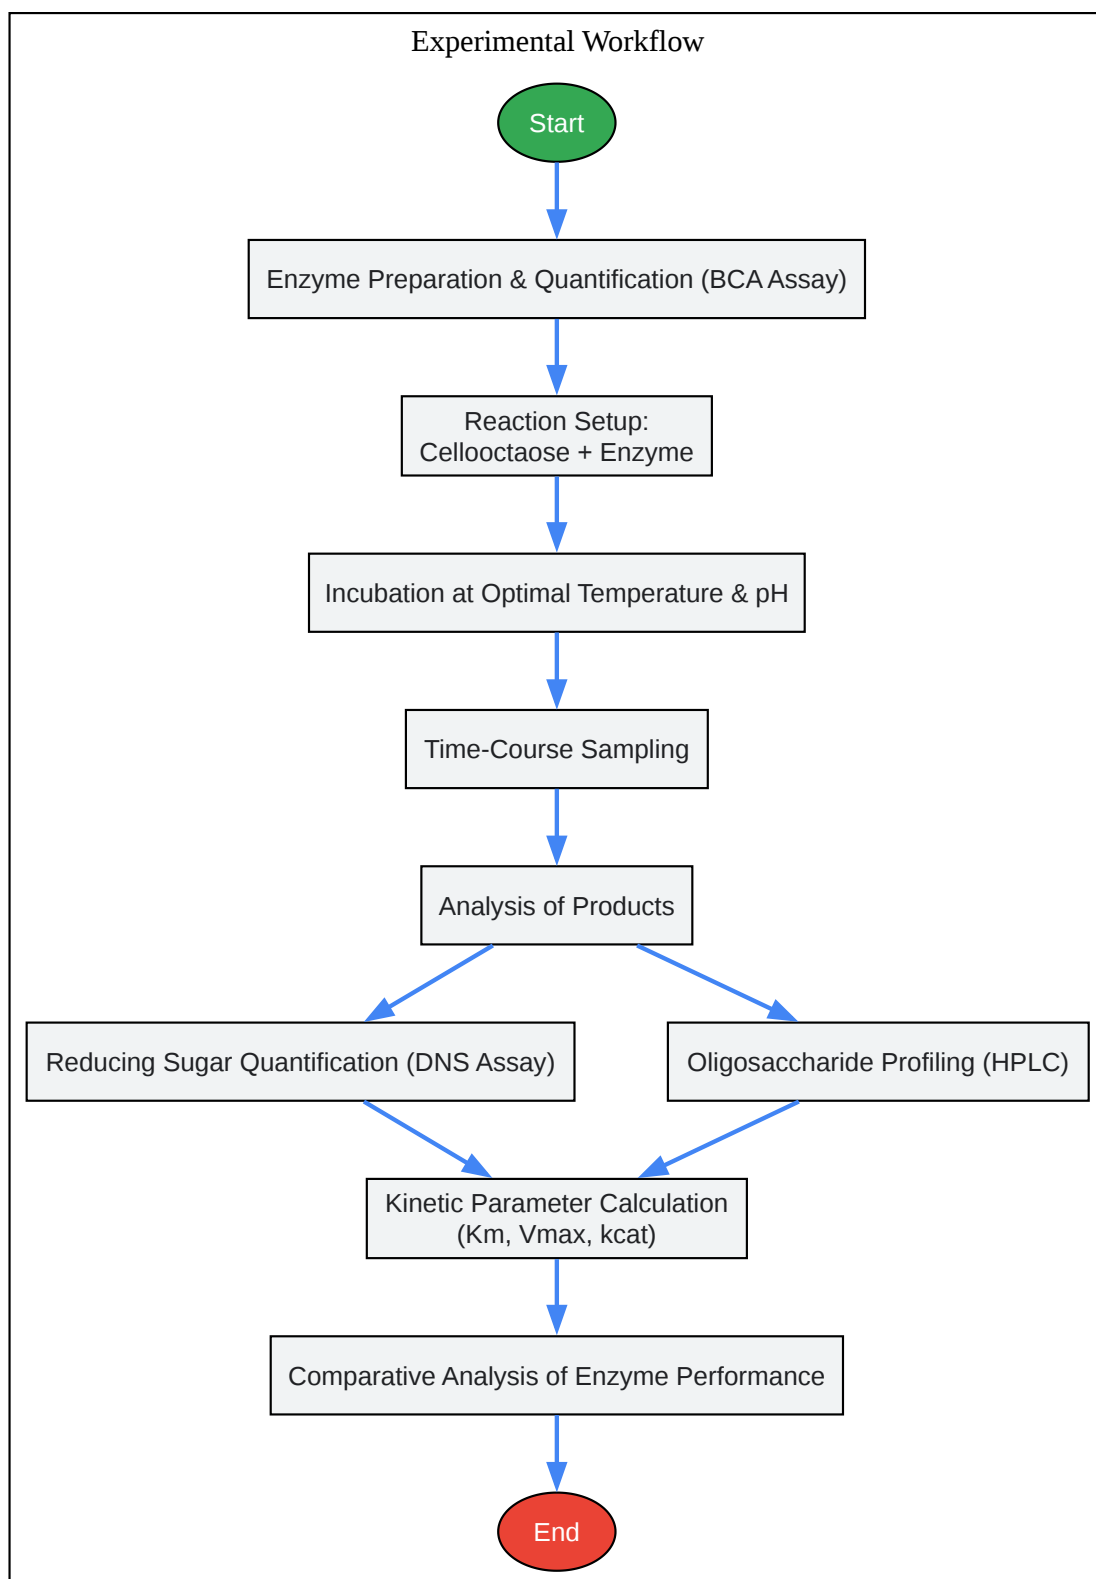 Experimental Workflow
Start
Enzyme Preparation & Quantification (BCA Assay)
Reaction Setup:
Cellooctaose + Enzyme
Incubation at Optimal Temperature & pH
Time-Course Sampling
Analysis of Products
Reducing Sugar Quantification (DNS Assay)
Oligosaccharide Profiling (HPLC)
Kinetic Parameter Calculation
(Km, Vmax, kcat)
Comparative Analysis of Enzyme Performance
End